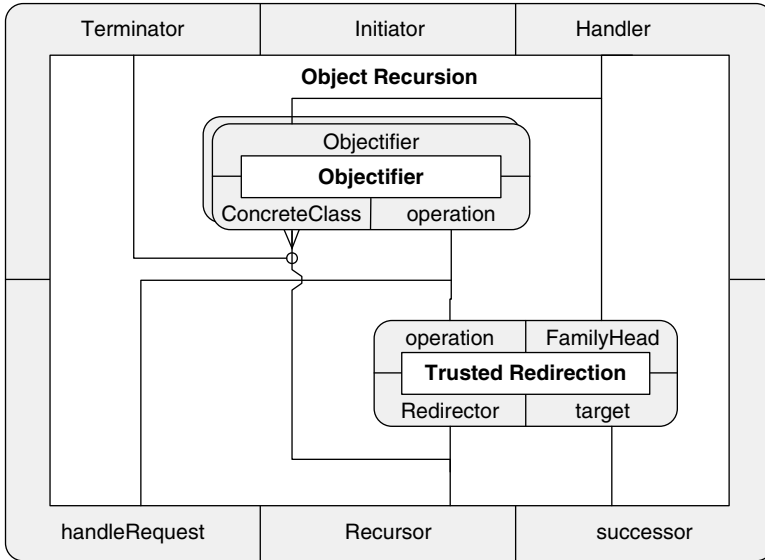 Terminator
Initiator
Handler
Object Recursion
Objectifier
Objectifier
ConcreteClass
operation
operation
FamilyHead
Trusted Redirection
Redirector
target
handleRequest
Recursor
successor